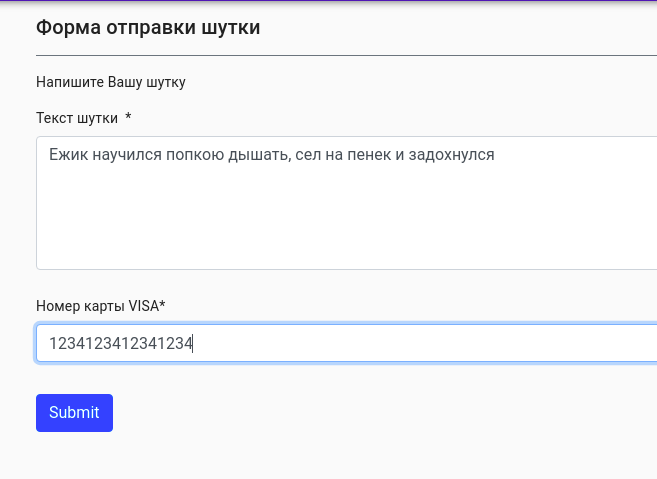 Форма отправки шутки
Напишите Вашу шутку
Текст шутки *
Ежик научился попкою дышать, сел на пенек и задохнулся
Номер карты VISA*
1234123412341234
Submit